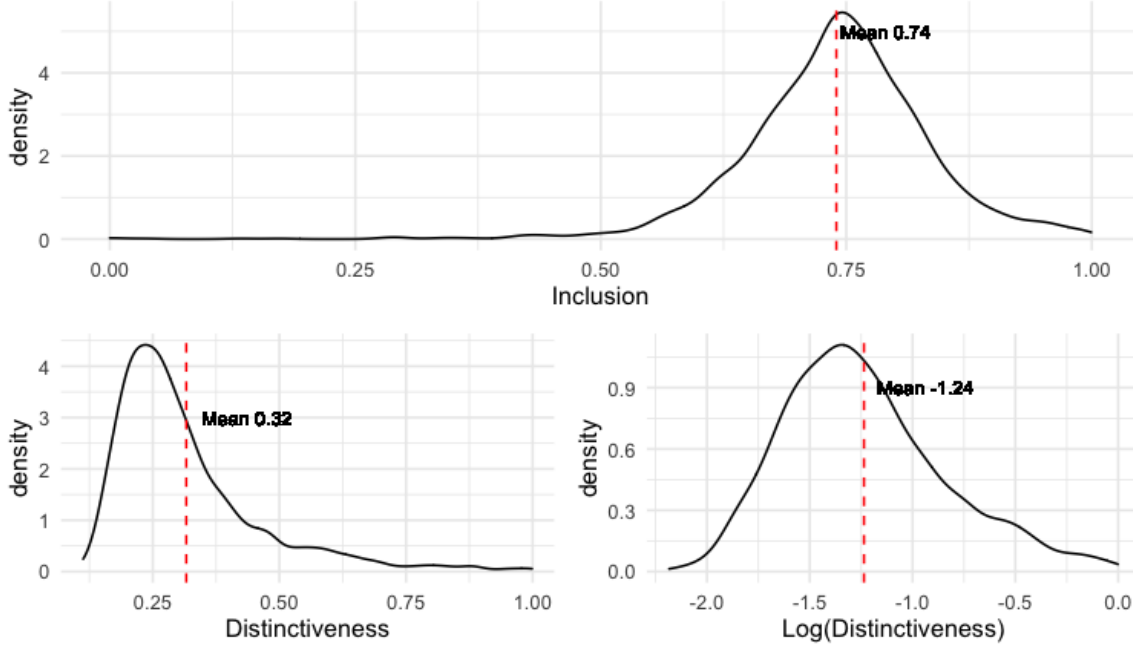 density
4
2
0
Mean 0.74
0.00 0.25 0.50 0.75 1.00
Inclusion
density
4
3
2
1
0
Mean 0.32
0.25 0.50 0.75 1.00
Distinctiveness
density
0.9
0.6
0.3
0.0
Mean -1.24
-2.0 -1.5 -1.0 -0.5 0.0
Log(Distinctiveness)